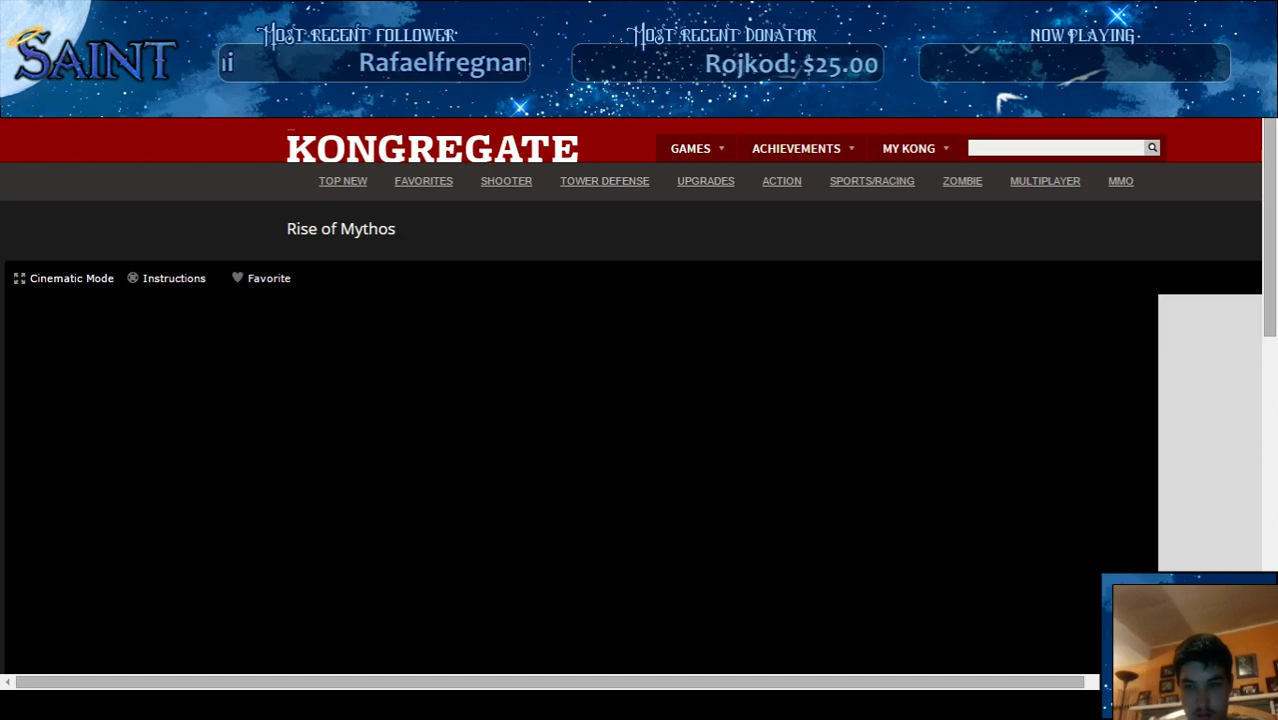 SAINT
MOST RECENT FOLLOWER
MOST RECENT DONATOR
NOW PLAYING
ii Rafaelfregnan
Rojkod: $25.00
KONGREGATE
GAMES ACHIEVEMENTS MY KONG
TOP NEW FAVORITES SHOOTER TOWER DEFENSE UPGRADES ACTION SPORTS/RACING ZOMBIE MULTIPLAYER MMO
Rise of Mythos
Cinematic Mode Instructions Favorite